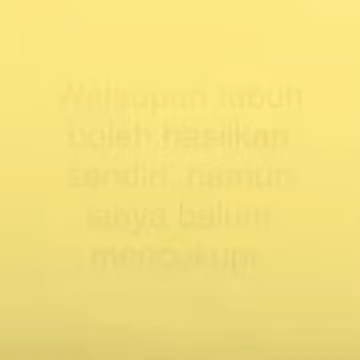 Walaupun tubuh
boleh hasilkan
sendiri, namun
ianya belum
mencukupi